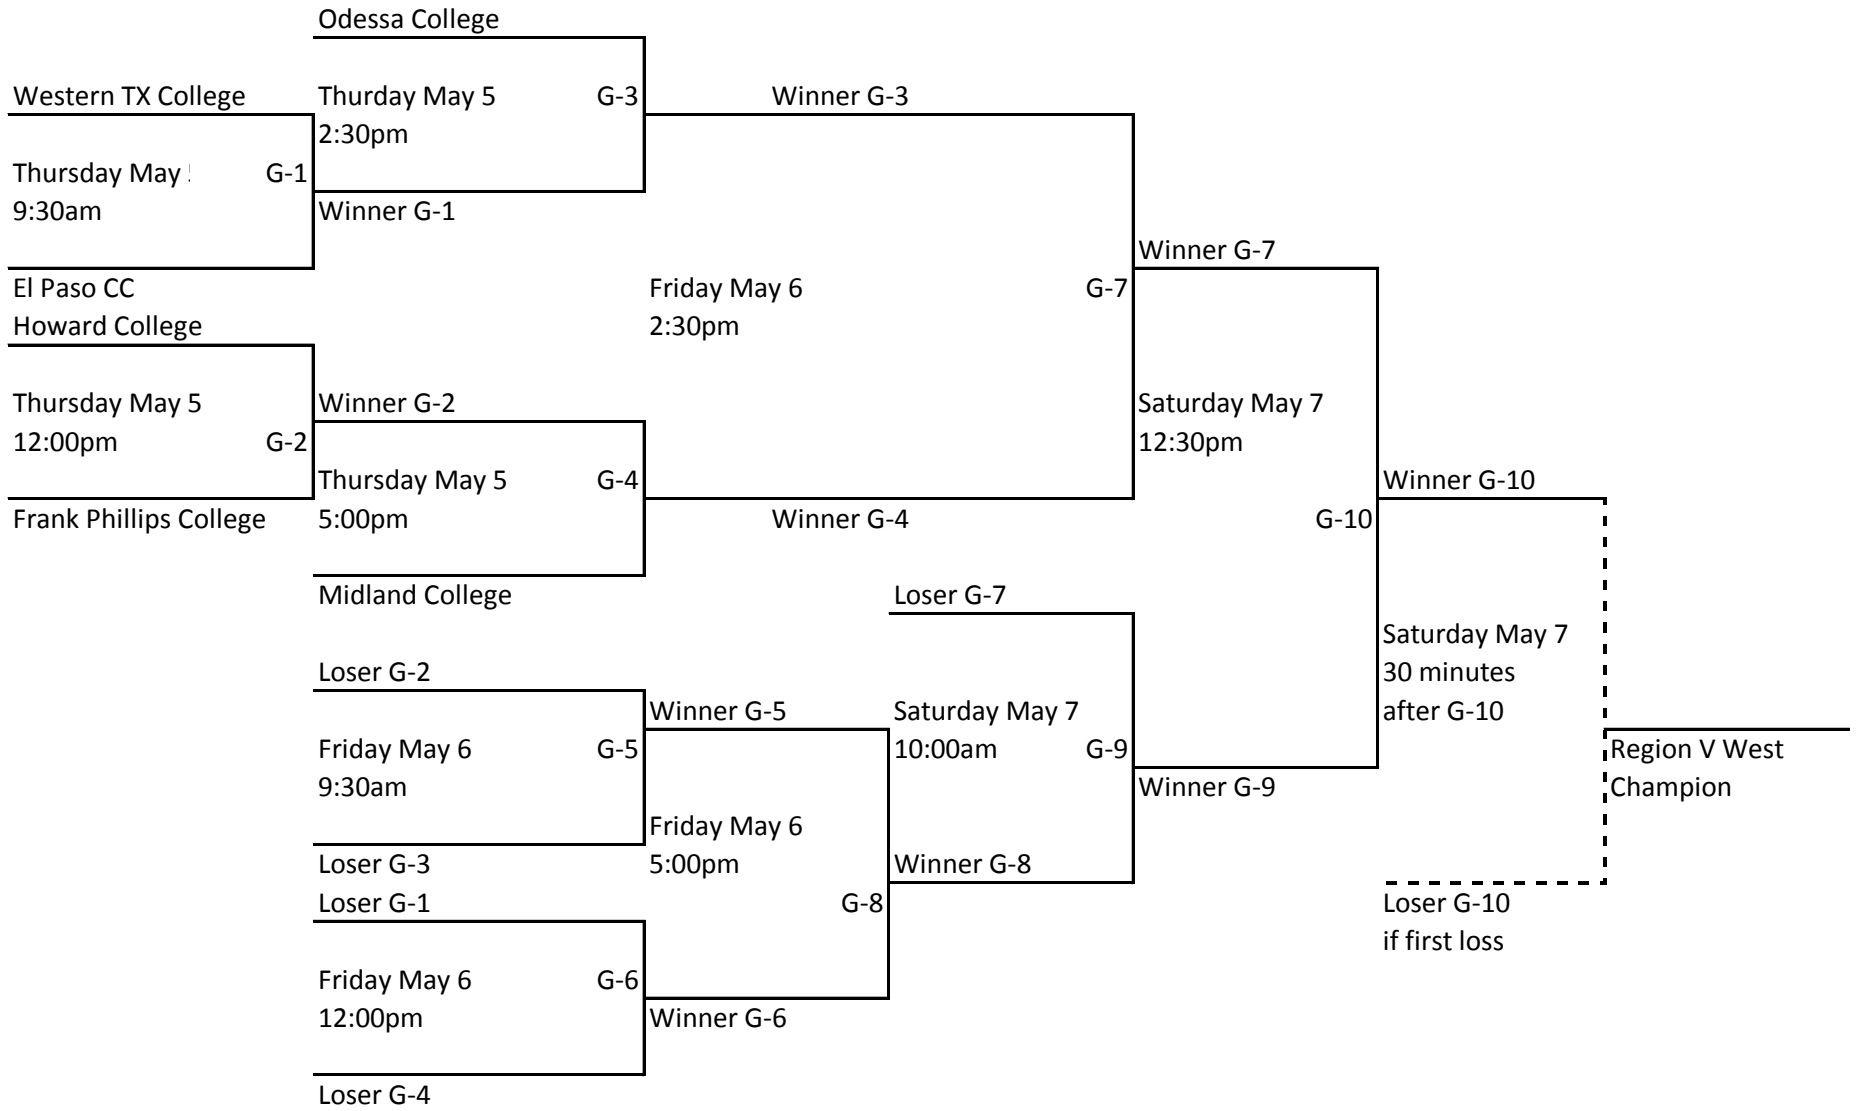 Odessa College
Western TX College
Thurday May 5
G-3
Winner G-3
2:30pm
Thursday May
G-1
9:30am
Winner G-1
Winner G-7
El Paso CC
Friday May 6
G-7
Howard College
2:30pm
Thursday May 5
Winner G-2
Saturday May 7
12:00pm
G-2
12:30pm
Thursday May 5
G-4
Winner G-10
Frank Phillips College
5:00pm
Winner G-4
G-10
Midland College
Loser G-7
Saturday May 7
Loser G-2
30 minutes
Winner G-5
Saturday May 7
after G-10
Friday May 6
G-5
10:00am
G-9
Region V West
9:30am
Winner G-9
Champion
Friday May 6
Loser G-3
5:00pm
Winner G-8
Loser G-1
G-8
Loser G-10
if first loss
Friday May 6
G-6
12:00pm
Winner G-6
Loser G-4